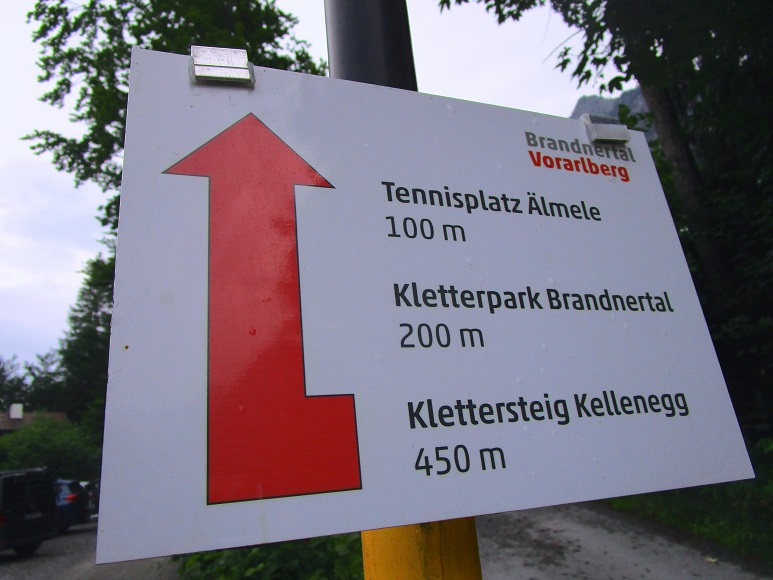 Brandnertal
Vorarlberg
Tennisplatz Älmele
100 m
Kletterpark Brandnertal
200 m
Klettersteig Kellenegg
450 m